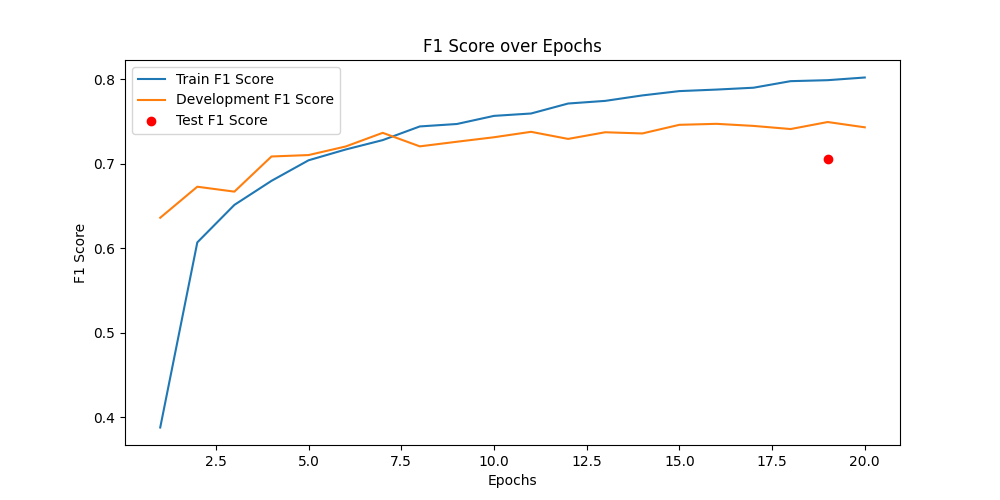 F1 Score over Epochs
Train F1 Score
Development F1 Score
Test F1 Score
0.8
0.7
0.6
0.5
0.4
F1 Score
2.5 5.0 7.5 10.0 12.5 15.0 17.5 20.0
Epochs